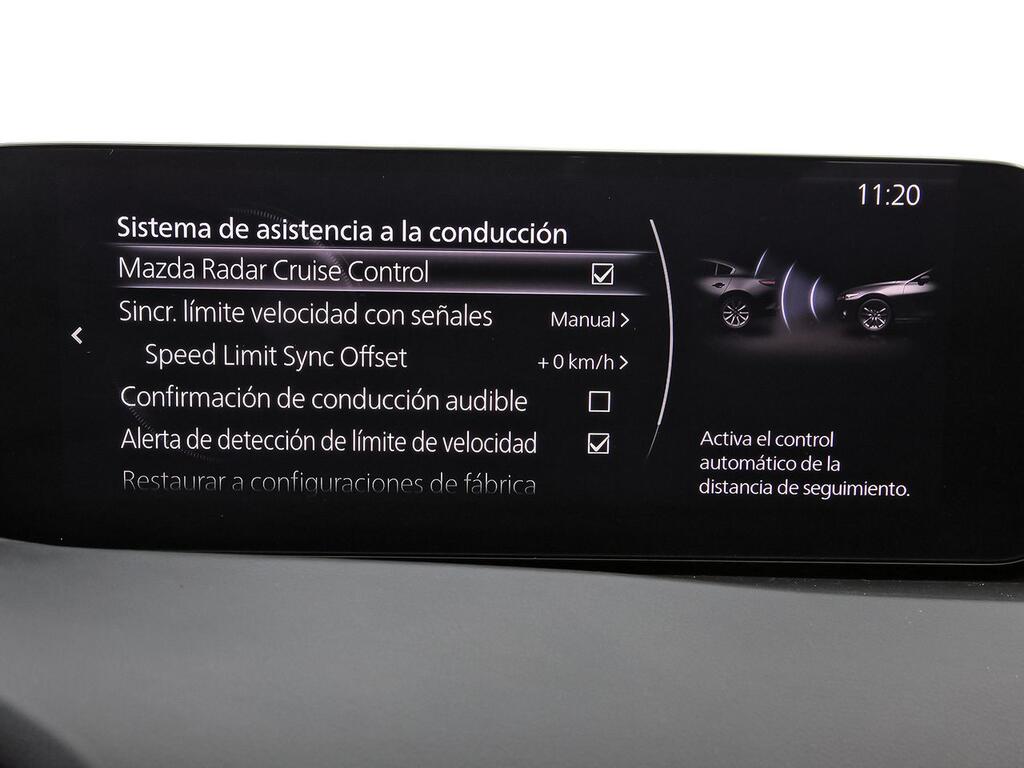 11:20
Sistema de asistencia a la conducción
Mazda Radar Cruise Control
Sincr. límite velocidad con señales Manual >
Speed Limit Sync Offset +0 km/h >
Confirmación de conducción audible
Alerta de detección de límite de velocidad
Restaurar a configuraciones de fábrica
Activa el control
automático de la
distancia de seguimiento.